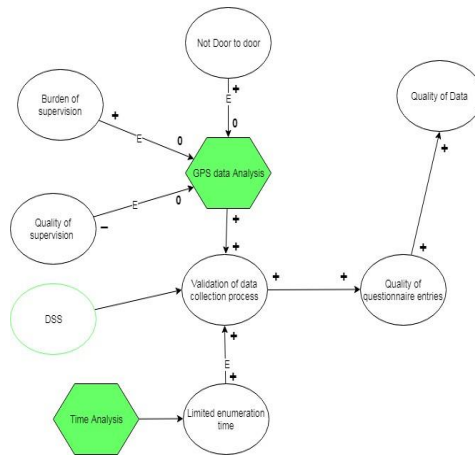 Not Door to door
Burden of
supervision
Quality of Data
+
+
E
+
E
0
0
GPS data Analysis
E
0
+
Quality of
supervision
−
+
+
+
Validation of data
collection process
+
+
Quality of
questionnaire entries
DSS
+
E
+
Time Analysis
Limited enumeration
time